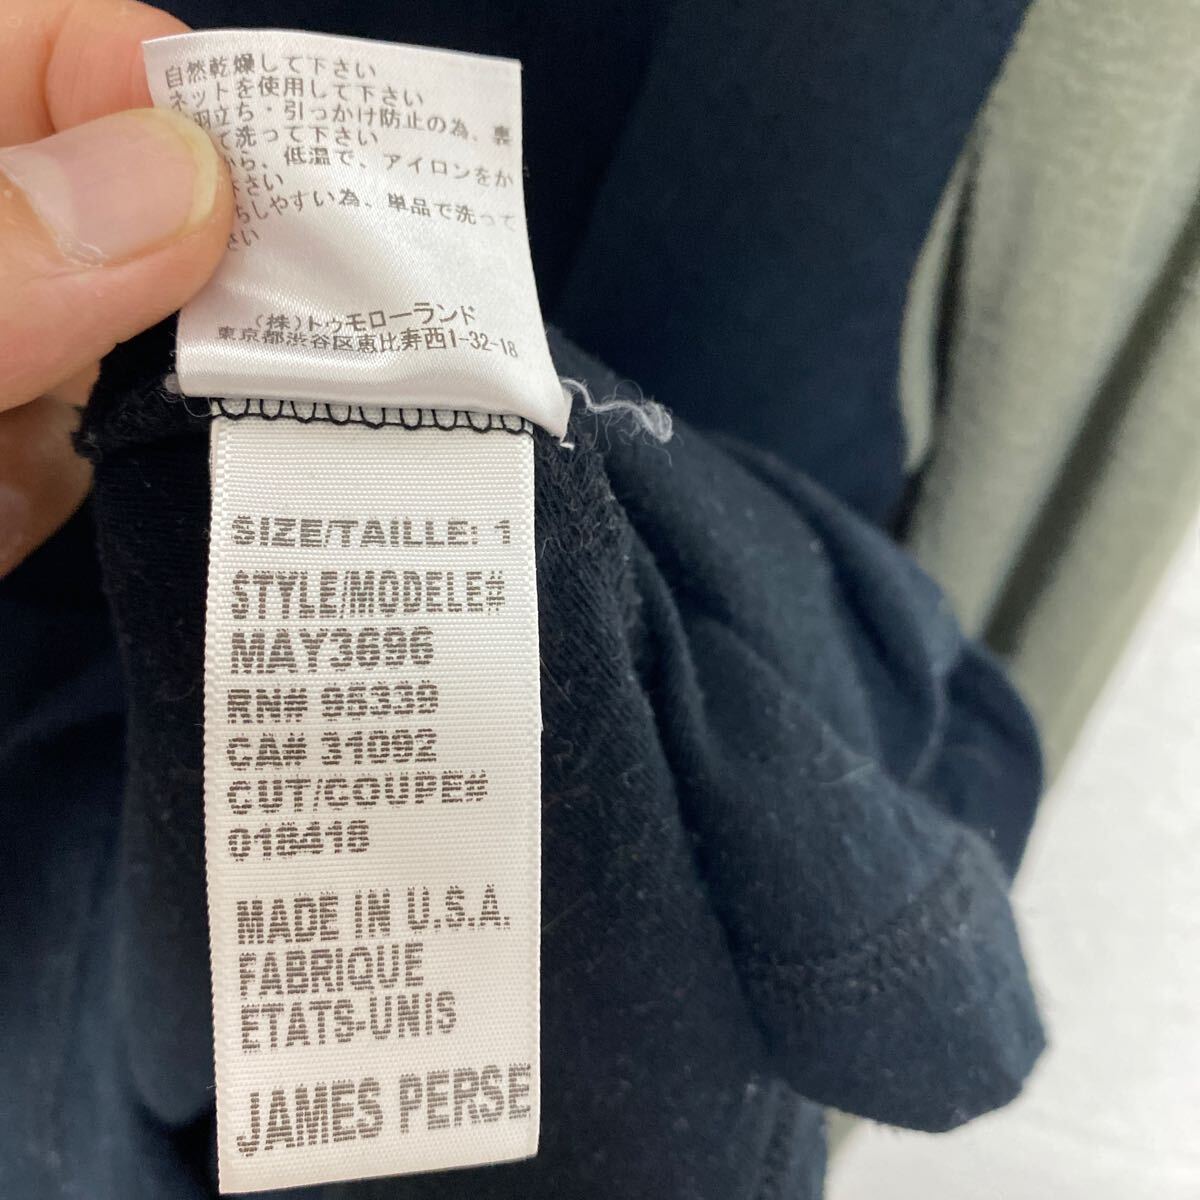 自然乾燥して下さい
ネットを使用して下さい
羽立ち・引っかけ防止の為、裏
て洗って下さい
から、低温で、アイロンをか
下さい
ちしやすい為、単品で洗って
さい
（株）トゥモローランド
東京都渋谷区恵比寿西1-32-18
SIZE/TAILLE: 1
STYLE/MODELE#
MAY3696
RN# 95339
CA# 31092
CUT/COUPE#
018418
MADE IN U.S.A.
FABRIQUE
ETATS-UNIS
JAMES PERSE